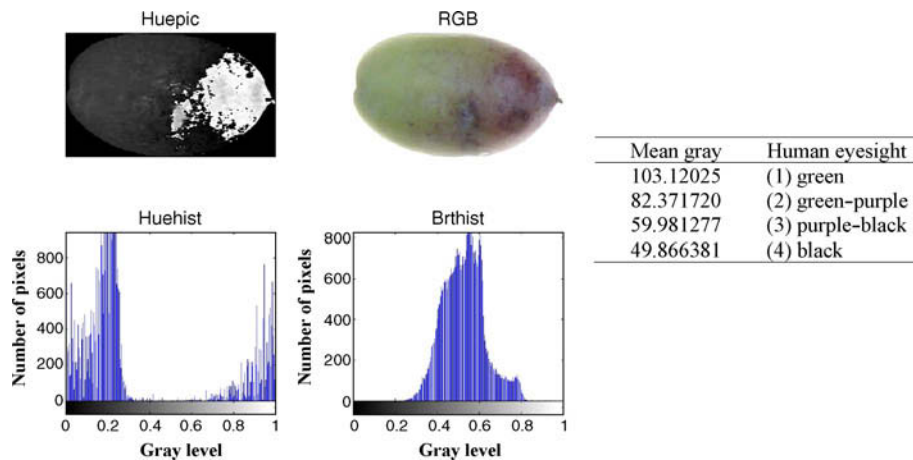 Huepic
RGB
Mean gray Human eyesight
103.12025 (1) green
82.371720 (2) green-purple
59.981277 (3) purple-black
49.866381 (4) black
Huehist
Number of pixels
800
600
400
200
0
0 0.2 0.4 0.6 0.8 1
Gray level
Brthist
Number of pixels
800
600
400
200
0
0 0.2 0.4 0.6 0.8 1
Gray level